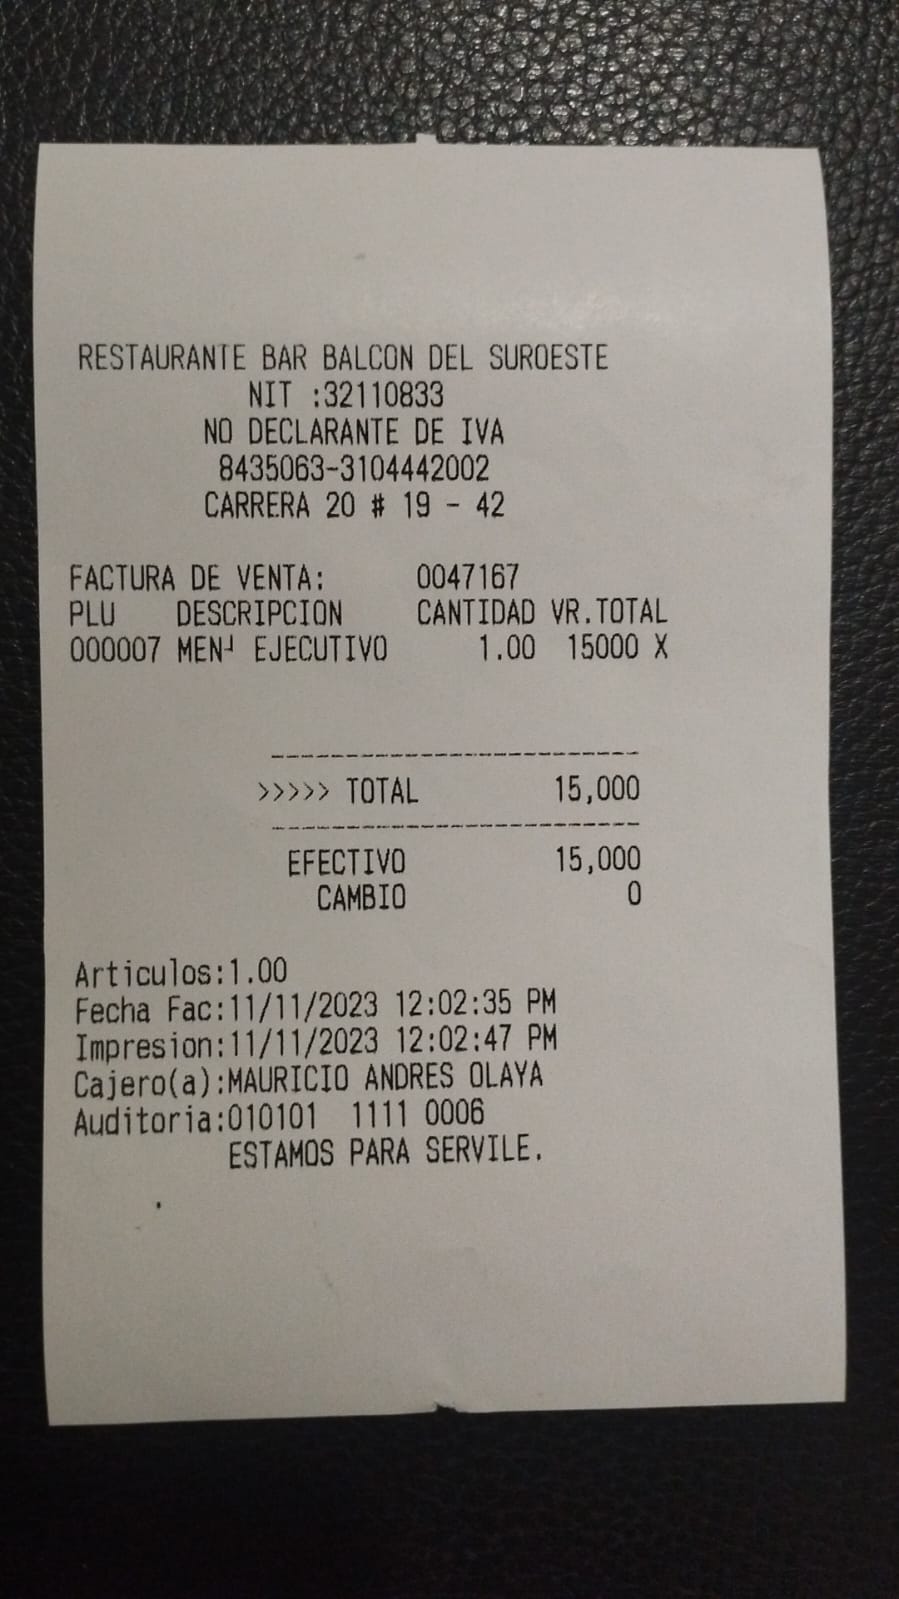 RESTAURANTE BAR BALCON DEL SUROESTE
NIT :32110833
NO DECLARANTE DE IVA
8435063-3104442002
CARRERA 20 # 19 - 42
FACTURA DE VENTA: 0047167
PLU DESCRIPCION CANTIDAD VR.TOTAL
000007 MEN┘ EJECUTIVO 1.00 15000 X
------------------------
>>>>> TOTAL 15,000
------------------------
EFECTIVO 15,000
CAMBIO 0
Articulos:1.00
Fecha Fac:11/11/2023 12:02:35 PM
Impresion:11/11/2023 12:02:47 PM
Cajero(a):MAURICIO ANDRES OLAYA
Auditoria:010101 1111 0006
ESTAMOS PARA SERVILE.